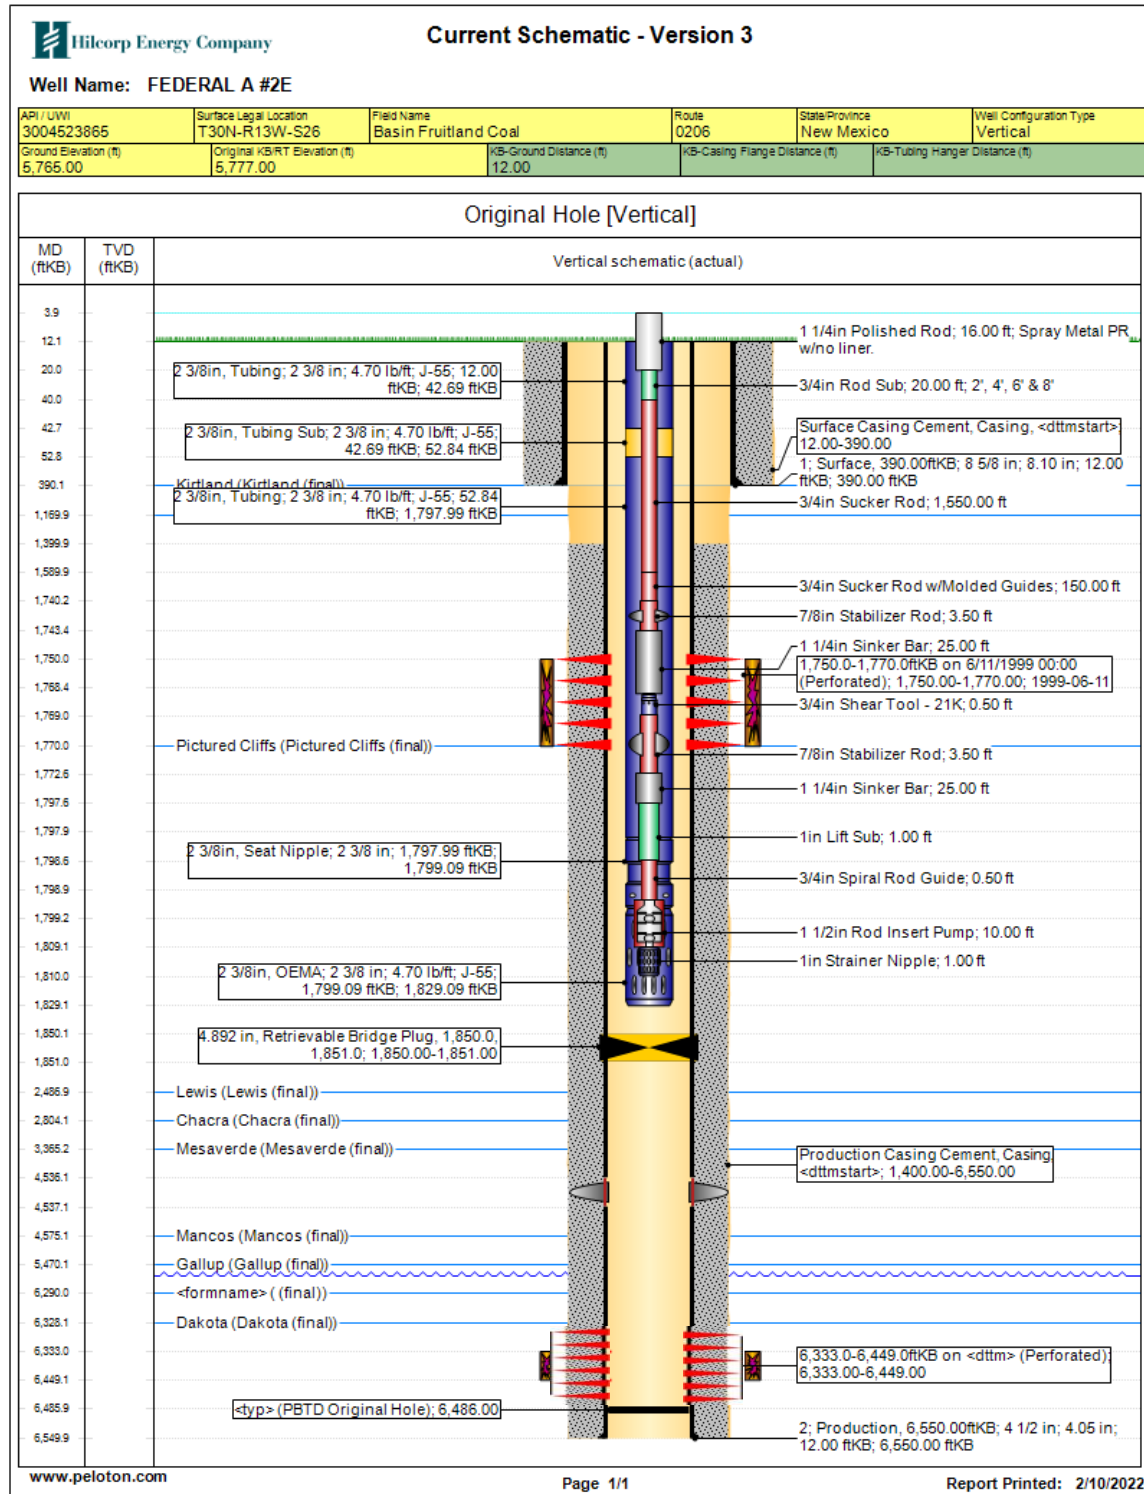 Hilcorp Energy Company
Current Schematic - Version 3
Well Name: FEDERAL A #2E
API / UWI
3004523865
Surface Legal Location
T30N-R13W-S26
Field Name
Basin Fruitland Coal
Route
0206
State/Province
New Mexico
Well Configuration Type
Vertical
Ground Elevation (ft)
5,765.00
Original KB/RT Elevation (ft)
5,777.00
KB-Ground Distance (ft)
12.00
KB-Casing Flange Distance (ft)
KB-Tubing Hanger Distance (ft)
Original Hole [Vertical]
MD
(ftKB)
TVD
(ftKB)
Vertical schematic (actual)
3.9
12.1
20.0
40.0
42.7
52.8
390.1
1,169.9
1,399.9
1,589.9
1,740.2
1,743.4
1,750.0
1,768.4
1,769.0
1,770.0
1,772.6
1,797.6
1,797.9
1,798.6
1,798.9
1,799.2
1,809.1
1,810.0
1,829.1
1,850.1
1,851.0
2,486.9
2,804.1
3,365.2
4,536.1
4,537.1
4,575.1
5,470.1
6,290.0
6,328.1
6,333.0
6,449.1
6,485.9
6,549.9
2 3/8in, Tubing; 2 3/8 in; 4.70 lb/ft; J-55; 12.00
ftKB; 42.69 ftKB
2 3/8in, Tubing Sub; 2 3/8 in; 4.70 lb/ft; J-55;
42.69 ftKB; 52.84 ftKB
Kirtland (Kirtland (final))
2 3/8in, Tubing; 2 3/8 in; 4.70 lb/ft; J-55; 52.84
ftKB; 1,797.99 ftKB
Pictured Cliffs (Pictured Cliffs (final))
2 3/8in, Seat Nipple; 2 3/8 in; 1,797.99 ftKB;
1,799.09 ftKB
2 3/8in, OEMA; 2 3/8 in; 4.70 lb/ft; J-55;
1,799.09 ftKB; 1,829.09 ftKB
4.892 in, Retrievable Bridge Plug, 1,850.0,
1,851.0; 1,850.00-1,851.00
Lewis (Lewis (final))
Chacra (Chacra (final))
Mesaverde (Mesaverde (final))
Mancos (Mancos (final))
Gallup (Gallup (final))
<formname> ( (final))
Dakota (Dakota (final))
<typ> (PBTD Original Hole); 6,486.00
1 1/4in Polished Rod; 16.00 ft; Spray Metal PR
w/no liner.
3/4in Rod Sub; 20.00 ft; 2', 4', 6' & 8'
Surface Casing Cement, Casing, <dttmstart>;
12.00-390.00
1; Surface, 390.00ftKB; 8 5/8 in; 8.10 in; 12.00
ftKB; 390.00 ftKB
3/4in Sucker Rod; 1,550.00 ft
3/4in Sucker Rod w/Molded Guides; 150.00 ft
7/8in Stabilizer Rod; 3.50 ft
1 1/4in Sinker Bar; 25.00 ft
1,750.0-1,770.0ftKB on 6/11/1999 00:00
(Perforated); 1,750.00-1,770.00; 1999-06-11
3/4in Shear Tool - 21K; 0.50 ft
7/8in Stabilizer Rod; 3.50 ft
1 1/4in Sinker Bar; 25.00 ft
1in Lift Sub; 1.00 ft
3/4in Spiral Rod Guide; 0.50 ft
1 1/2in Rod Insert Pump; 10.00 ft
1in Strainer Nipple; 1.00 ft
Production Casing Cement, Casing,
<dttmstart>; 1,400.00-6,550.00
6,333.0-6,449.0ftKB on <dttm> (Perforated);
6,333.00-6,449.00
2; Production, 6,550.00ftKB; 4 1/2 in; 4.05 in;
12.00 ftKB; 6,550.00 ftKB
www.peloton.com
Page 1/1
Report Printed: 2/10/2022